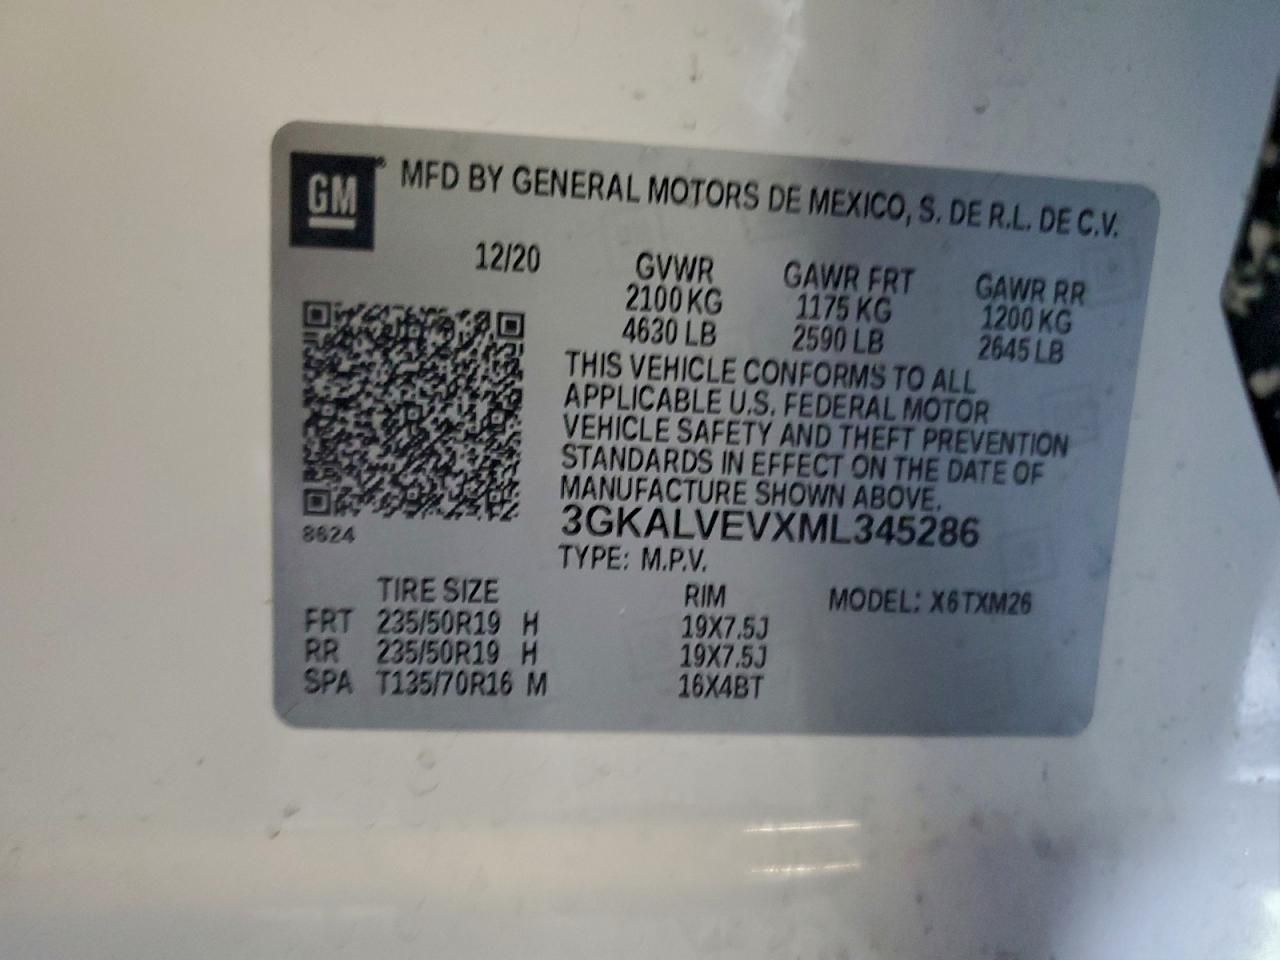 GM® MFD BY GENERAL MOTORS DE MEXICO, S. DE R.L. DE C.V.
12/20 GVWR GAWR FRT GAWR RR
2100 KG 1175 KG 1200 KG
4630 LB 2590 LB 2645 LB
THIS VEHICLE CONFORMS TO ALL
APPLICABLE U.S. FEDERAL MOTOR
VEHICLE SAFETY AND THEFT PREVENTION
STANDARDS IN EFFECT ON THE DATE OF
MANUFACTURE SHOWN ABOVE.
3GKALVEVXML345286
8624
TYPE: M.P.V.
TIRE SIZE RIM MODEL: X6TXM26
FRT 235/50R19 H 19X7.5J
RR 235/50R19 H 19X7.5J
SPA T135/70R16 M 16X4BT